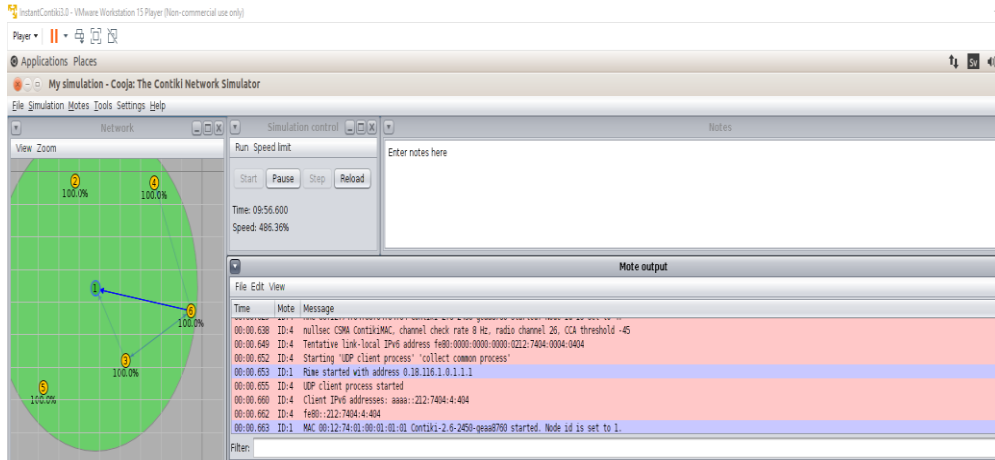 InstantContiki3.0 - VMware Workstation 15 Player (Non-commercial use only)
Player
Applications Places
Sv
My simulation - Cooja: The Contiki Network Simulator
File Simulation Motes Tools Settings Help
Network
View Zoom
2
100.0%
4
100.0%
1
6
100.0%
3
100.0%
5
100.0%
Simulation control
Run Speed limit
Start Pause Step Reload
Time: 09:56.600
Speed: 486.36%
Notes
Enter notes here
Mote output
File Edit View
Time Mote Message
00:00.638 ID:4 nullsec CSMA ContikiMAC, channel check rate 8 Hz, radio channel 26, CCA threshold -45
00:00.649 ID:4 Tentative link-local IPv6 address fe80:0000:0000:0000:0212:7404:0004:0404
00:00.652 ID:4 Starting 'UDP client process' 'collect common process'
00:00.653 ID:1 Rime started with address 0.18.116.1.0.1.1.1
00:00.655 ID:4 UDP client process started
00:00.660 ID:4 Client IPv6 addresses: aaaa::212:7404:4:404
00:00.662 ID:4 fe80::212:7404:4:404
00:00.663 ID:1 MAC 00:12:74:01:00:01:01:01 Contiki-2.6-2450-geaa8760 started. Node id is set to 1.
Filter: